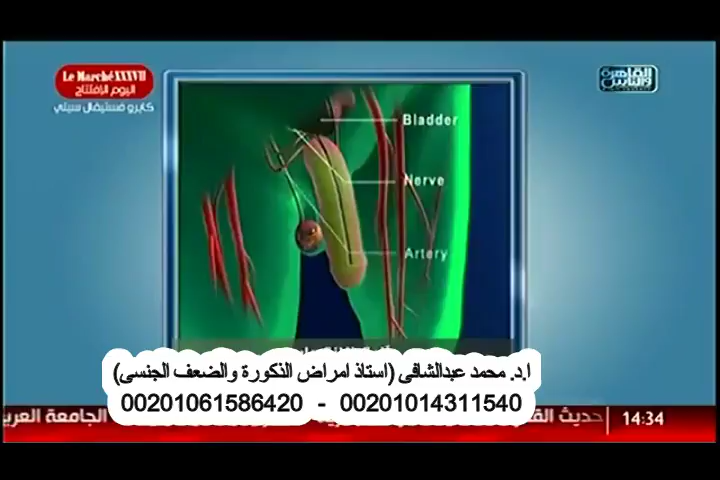 Le Marché XXXVII
اليوم الإفتتاح
كايرو فستيفال سيتي
القاهرة
والناس
Bladder
Nerve
Artery
ا.د. محمد عبدالشافى (استاذ امراض الذكورة والضعف الجنسى)
00201061586420 - 00201014311540
14:34
حديث
الجامعة